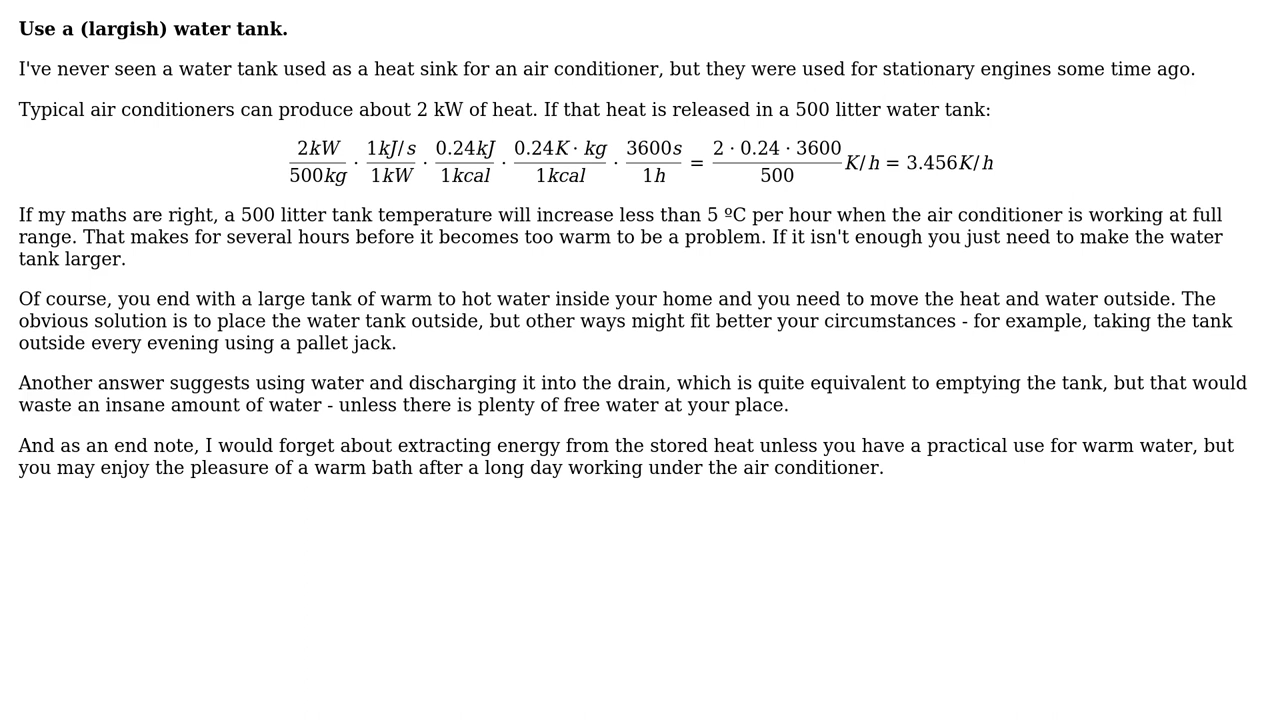 Use a (largish) water tank.
I've never seen a water tank used as a heat sink for an air conditioner, but they were used for stationary engines some time ago.
Typical air conditioners can produce about 2 kW of heat. If that heat is released in a 500 litter water tank:
\frac{2kW}{500kg} · \frac{1kJ/s}{1kW} · \frac{0.24kJ}{1kcal} · \frac{0.24K · kg}{1kcal} · \frac{3600s}{1h} = \frac{2 · 0.24 · 3600}{500} K/h = 3.456K/h
If my maths are right, a 500 litter tank temperature will increase less than 5 ºC per hour when the air conditioner is working at full
range. That makes for several hours before it becomes too warm to be a problem. If it isn't enough you just need to make the water
tank larger.
Of course, you end with a large tank of warm to hot water inside your home and you need to move the heat and water outside. The
obvious solution is to place the water tank outside, but other ways might fit better your circumstances - for example, taking the tank
outside every evening using a pallet jack.
Another answer suggests using water and discharging it into the drain, which is quite equivalent to emptying the tank, but that would
waste an insane amount of water - unless there is plenty of free water at your place.
And as an end note, I would forget about extracting energy from the stored heat unless you have a practical use for warm water, but
you may enjoy the pleasure of a warm bath after a long day working under the air conditioner.